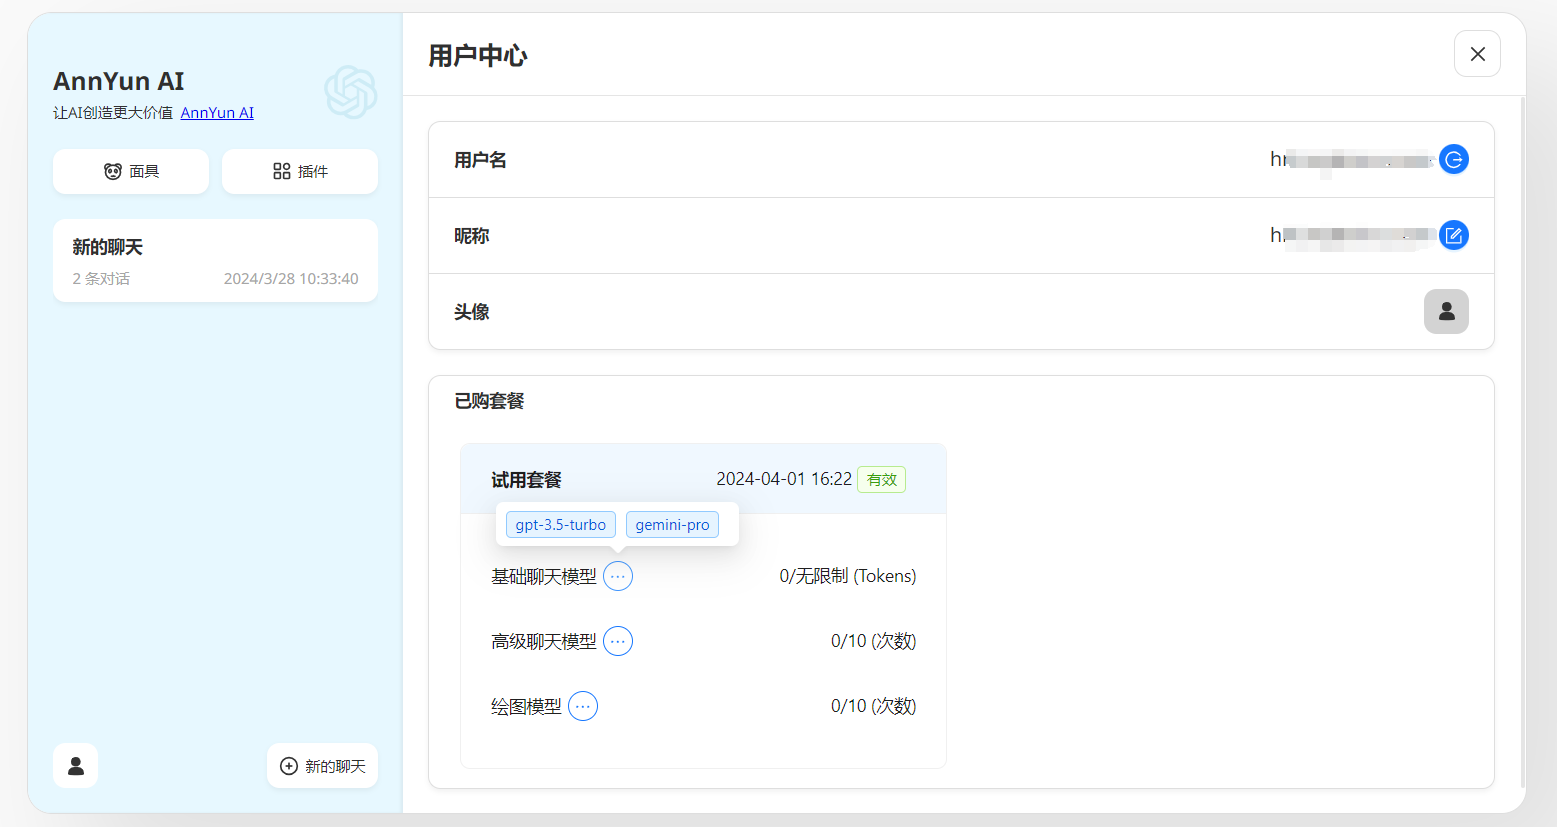 AnnYun AI
让AI创造更大价值 AnnYun AI
面具 插件
新的聊天
2 条对话 2024/3/28 10:33:40
新的聊天
用户中心
用户名
昵称
头像
已购套餐
试用套餐 2024-04-01 16:22 有效
gpt-3.5-turbo gemini-pro
基础聊天模型 0/无限制 (Tokens)
高级聊天模型 0/10 (次数)
绘图模型 0/10 (次数)